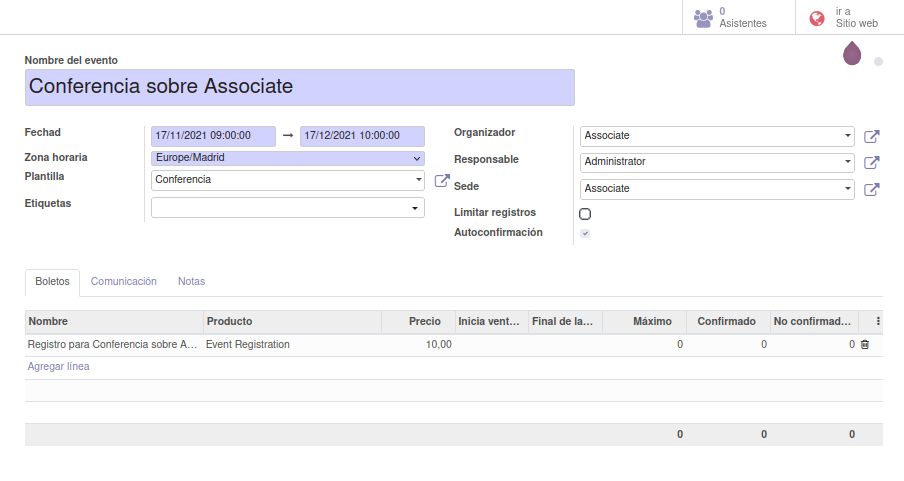 0
Asistentes
ir a
Sitio web
Nombre del evento
Conferencia sobre Associate
Fechad 17/11/2021 09:00:00 → 17/12/2021 10:00:00
Zona horaria Europe/Madrid
Plantilla Conferencia
Etiquetas
Organizador Associate
Responsable Administrator
Sede Associate
Limitar registros
Autoconfirmación
Boletos Comunicación Notas
Nombre Producto Precio Inicia vent... Final de la... Máximo Confirmado No confirmad...
Registro para Conferencia sobre A... Event Registration 10,00 0 0 0
Agregar línea
0 0 0